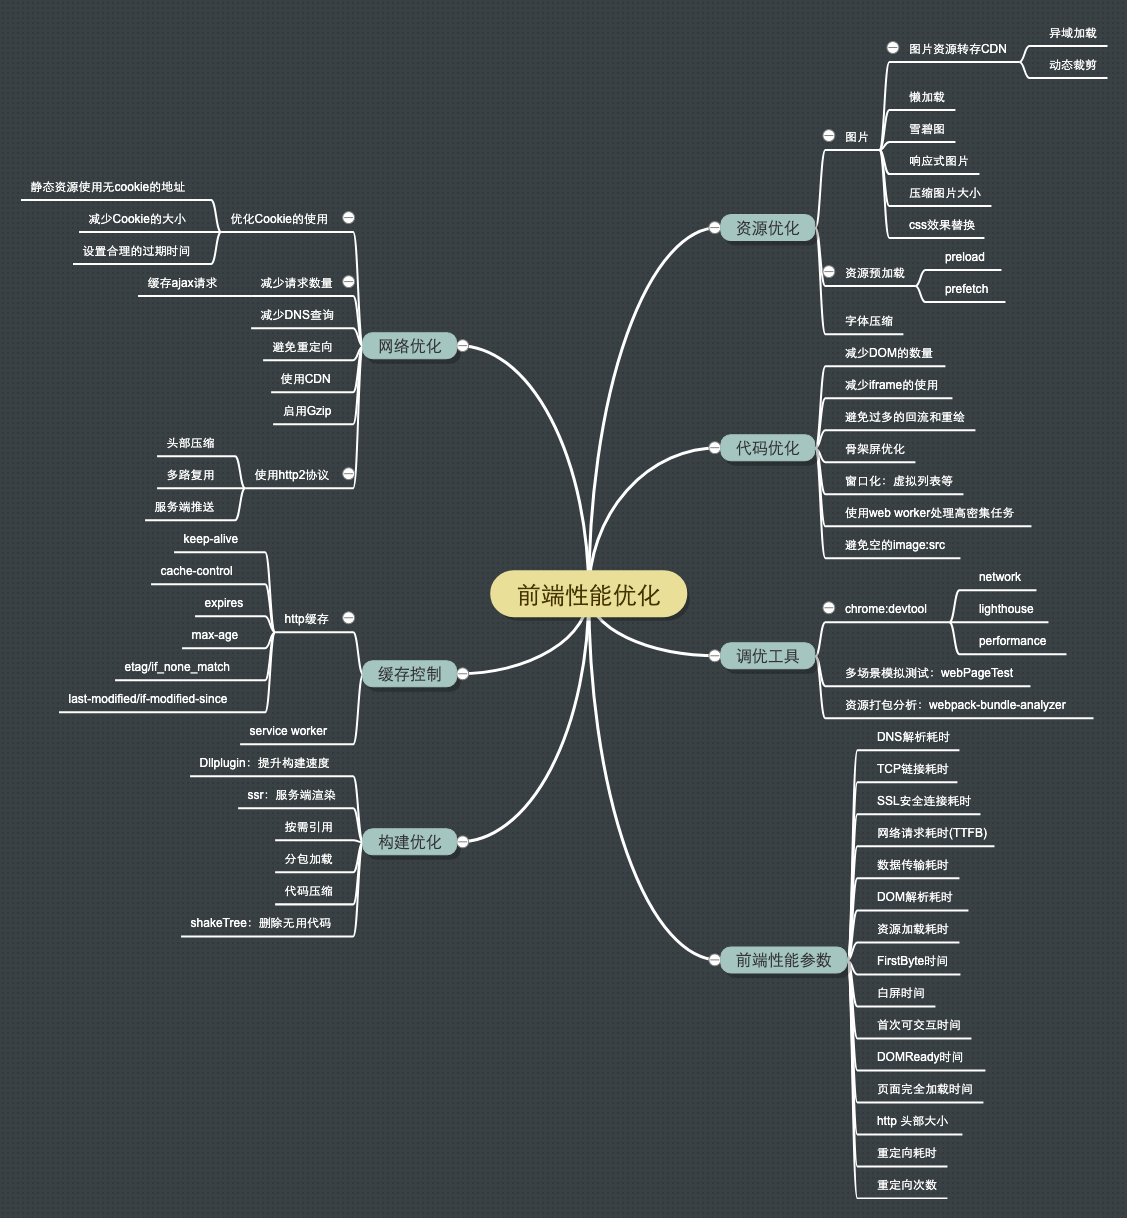 前端性能优化
资源优化
图片
图片资源转存CDN
异域加载
动态裁剪
懒加载
雪碧图
响应式图片
压缩图片大小
css效果替换
资源预加载
preload
prefetch
字体压缩
代码优化
减少DOM的数量
减少iframe的使用
避免过多的回流和重绘
骨架屏优化
窗口化：虚拟列表等
使用web worker处理高密集任务
避免空的image:src
调优工具
chrome:devtool
network
lighthouse
performance
多场景模拟测试：webPageTest
资源打包分析：webpack-bundle-analyzer
前端性能参数
DNS解析耗时
TCP链接耗时
SSL安全连接耗时
网络请求耗时(TTFB)
数据传输耗时
DOM解析耗时
资源加载耗时
FirstByte时间
白屏时间
首次可交互时间
DOMReady时间
页面完全加载时间
http 头部大小
重定向耗时
重定向次数
网络优化
优化Cookie的使用
静态资源使用无cookie的地址
减少Cookie的大小
设置合理的过期时间
减少请求数量
缓存ajax请求
减少DNS查询
避免重定向
使用CDN
启用Gzip
使用http2协议
头部压缩
多路复用
服务端推送
缓存控制
http缓存
keep-alive
cache-control
expires
max-age
etag/if_none_match
last-modified/if-modified-since
service worker
构建优化
Dllplugin：提升构建速度
ssr：服务端渲染
按需引用
分包加载
代码压缩
shakeTree：删除无用代码